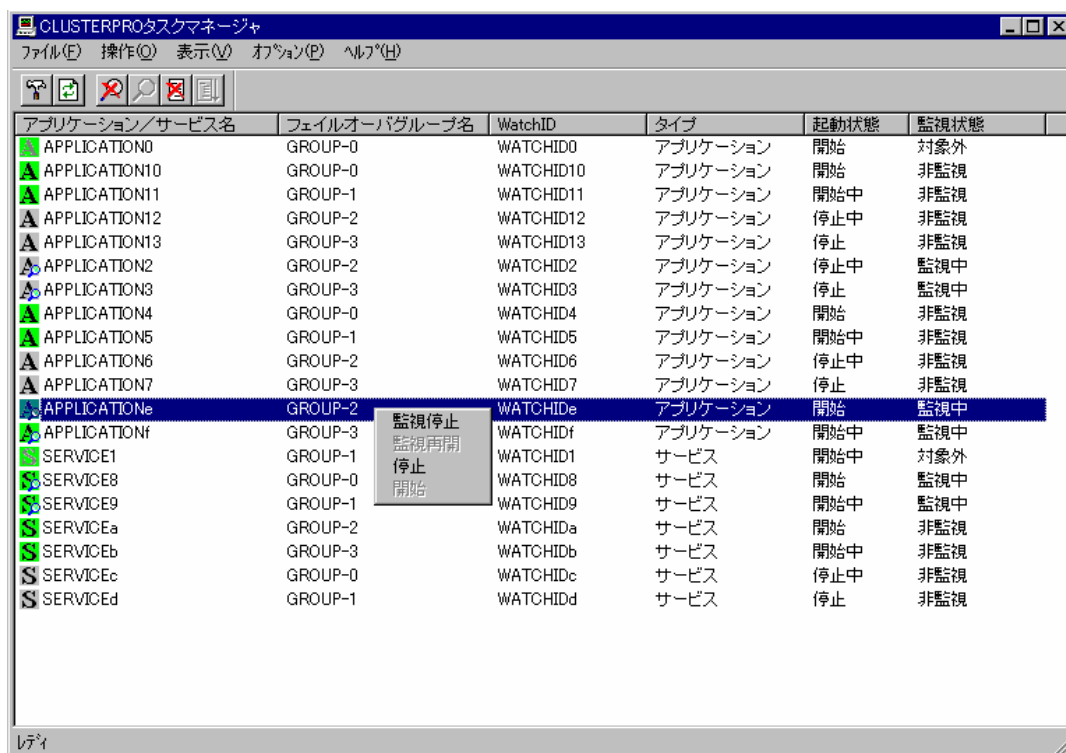 CLUSTERPROタスクマネージャ
ﾌｧｲﾙ(F) 操作(O) 表示(V) ｵﾌﾟｼｮﾝ(P) ﾍﾙﾌﾟ(H)
アプリケーション／サービス名 フェイルオーバグループ名 WatchID タイプ 起動状態 監視状態
APPLICATION0 GROUP-0 WATCHID0 アプリケーション 開始 対象外
APPLICATION10 GROUP-0 WATCHID10 アプリケーション 開始 非監視
APPLICATION11 GROUP-1 WATCHID11 アプリケーション 開始中 非監視
APPLICATION12 GROUP-2 WATCHID12 アプリケーション 停止中 非監視
APPLICATION13 GROUP-3 WATCHID13 アプリケーション 停止 非監視
APPLICATION2 GROUP-2 WATCHID2 アプリケーション 停止中 監視中
APPLICATION3 GROUP-3 WATCHID3 アプリケーション 停止 監視中
APPLICATION4 GROUP-0 WATCHID4 アプリケーション 開始 非監視
APPLICATION5 GROUP-1 WATCHID5 アプリケーション 開始中 非監視
APPLICATION6 GROUP-2 WATCHID6 アプリケーション 停止中 非監視
APPLICATION7 GROUP-3 WATCHID7 アプリケーション 停止 非監視
APPLICATIONe GROUP-2 WATCHIDe アプリケーション 開始 監視中
APPLICATIONf GROUP-3 WATCHIDf アプリケーション 開始中 監視中
SERVICE1 GROUP-1 WATCHID1 サービス 開始中 対象外
SERVICE8 GROUP-0 WATCHID8 サービス 開始 監視中
SERVICE9 GROUP-1 WATCHID9 サービス 開始中 監視中
SERVICEa GROUP-2 WATCHIDa サービス 開始 非監視
SERVICEb GROUP-3 WATCHIDb サービス 開始中 非監視
SERVICEc GROUP-0 WATCHIDc サービス 停止中 非監視
SERVICEd GROUP-1 WATCHIDd サービス 停止 非監視
監視停止
監視再開
停止
開始
ﾚﾃﾞｨ